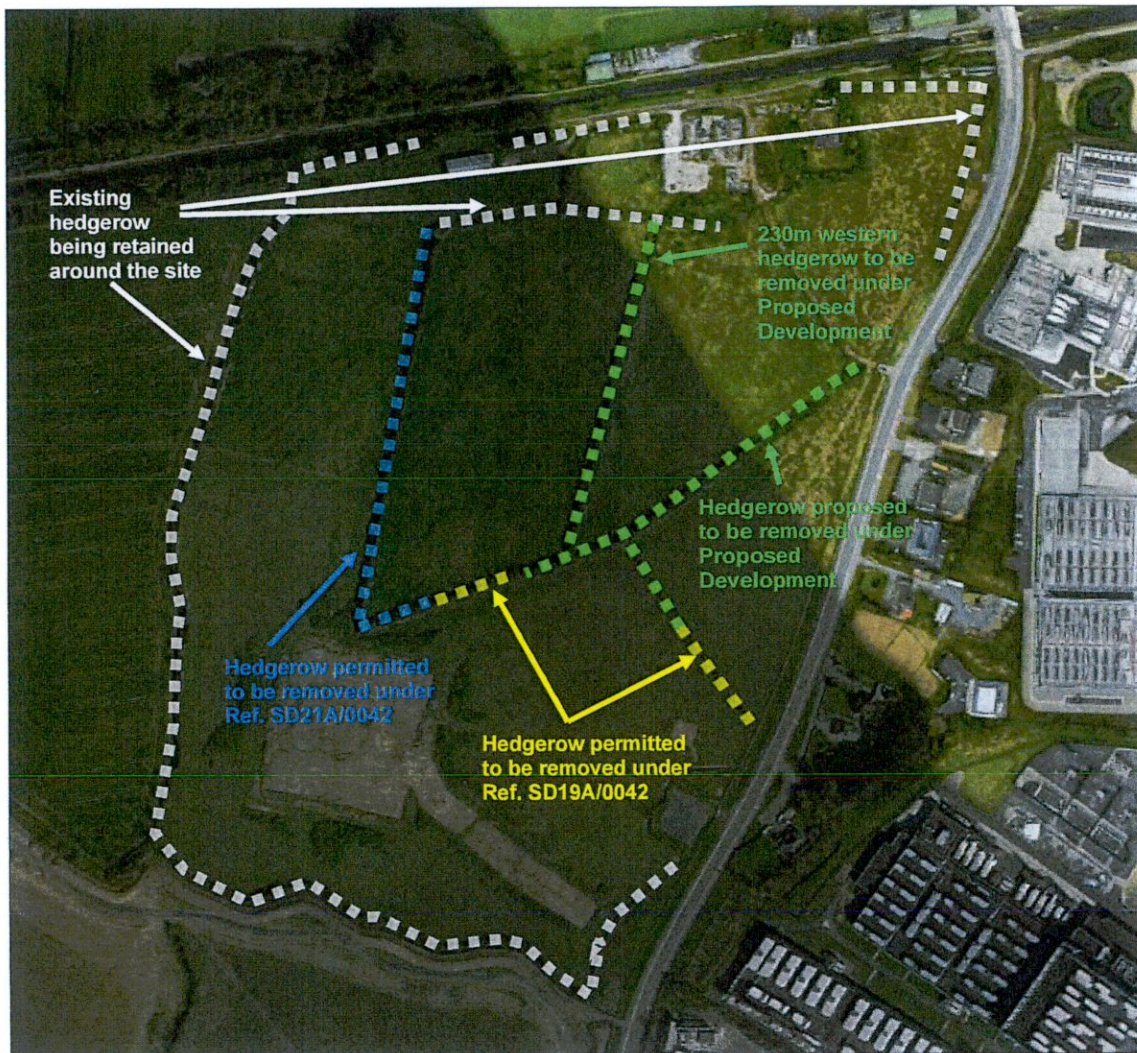 Existing
hedgerow
being retained
around the site
230m western
hedgerow to be
removed under
Proposed
Development
Hedgerow proposed
to be removed under
Proposed
Development
Hedgerow permitted
to be removed under
Ref. SD21A/0042
Hedgerow permitted
to be removed under
Ref. SD19A/0042